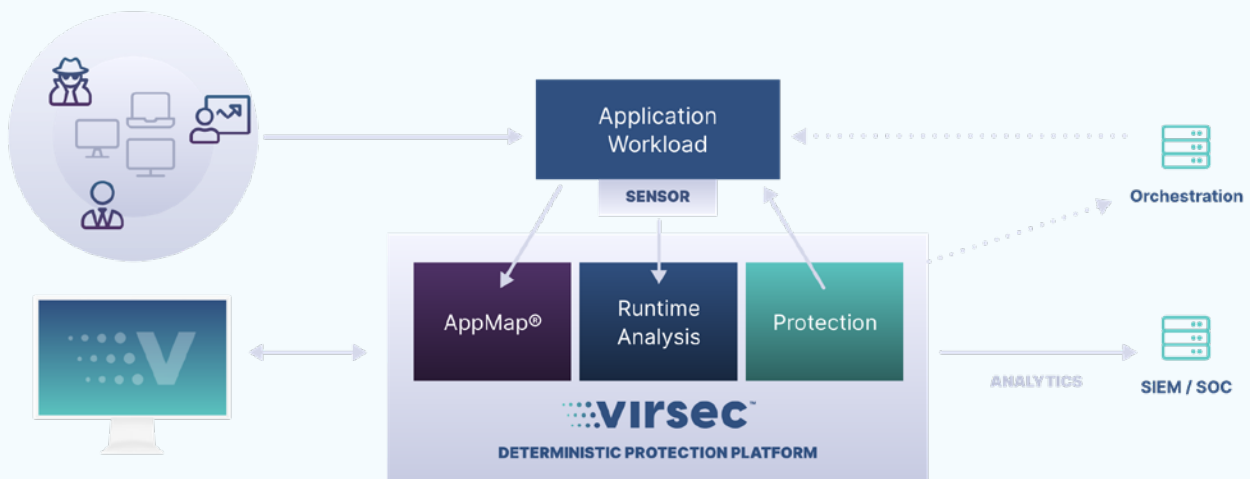 Application
Workload
SENSOR
Orchestration
AppMap®
Runtime
Analysis
Protection
ANALYTICS
SIEM / SOC
V
virsec™
DETERMINISTIC PROTECTION PLATFORM